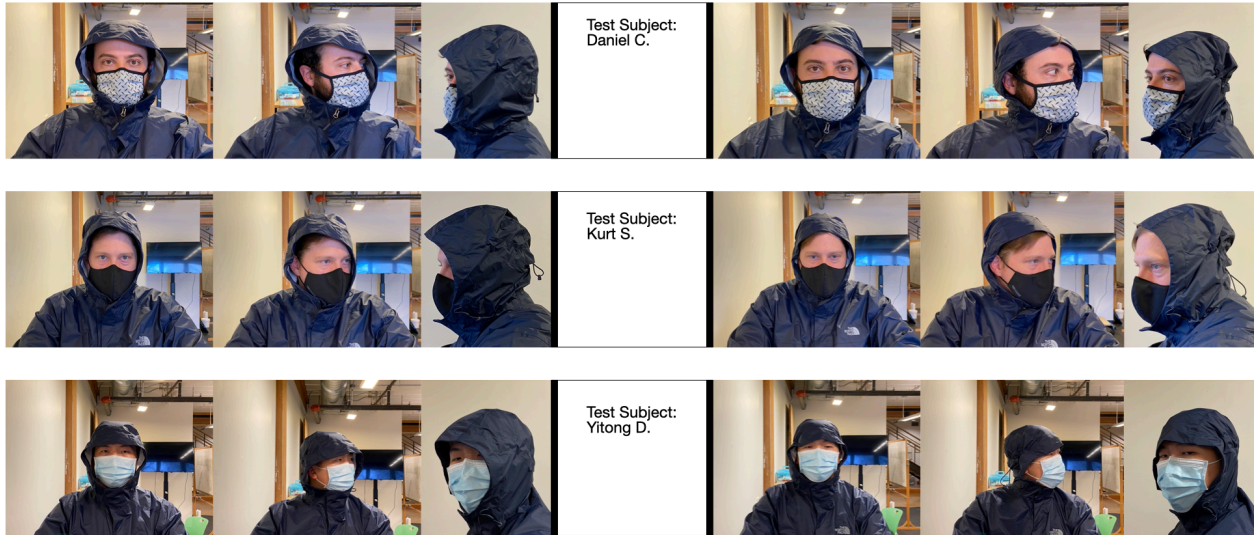 Test Subject:
Daniel C.
Test Subject:
Kurt S.
Test Subject:
Yitong D.